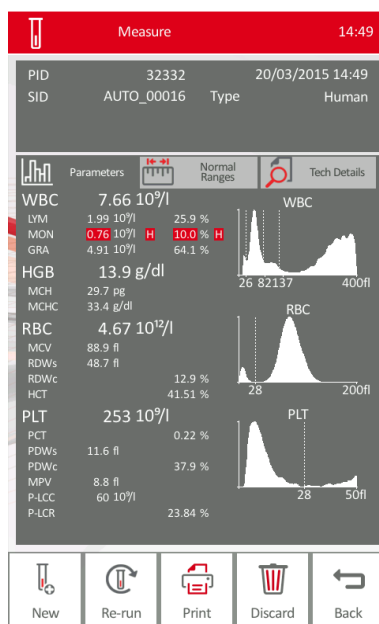 Measure 14:49
PID 32332 20/03/2015 14:49
SID AUTO_00016 Type Human
Parameters Normal Ranges Tech Details
WBC 7.66 10⁹/l
LYM 1.99 10⁹/l 25.9 %
MON 0.76 10⁹/l H 10.0 % H
GRA 4.91 10⁹/l 64.1 %
WBC
26 82137 400fl
HGB 13.9 g/dl
MCH 29.7 pg
MCHC 33.4 g/dl
RBC 4.67 10¹²/l
MCV 88.9 fl
RDWs 48.7 fl
RDWc 12.9 %
HCT 41.51 %
RBC
28 200fl
PLT 253 10⁹/l
PCT 0.22 %
PDWs 11.6 fl
PDWc 37.9 %
MPV 8.8 fl
P-LCC 60 10⁹/l
P-LCR 23.84 %
PLT
28 50fl
New Re-run Print Discard Back